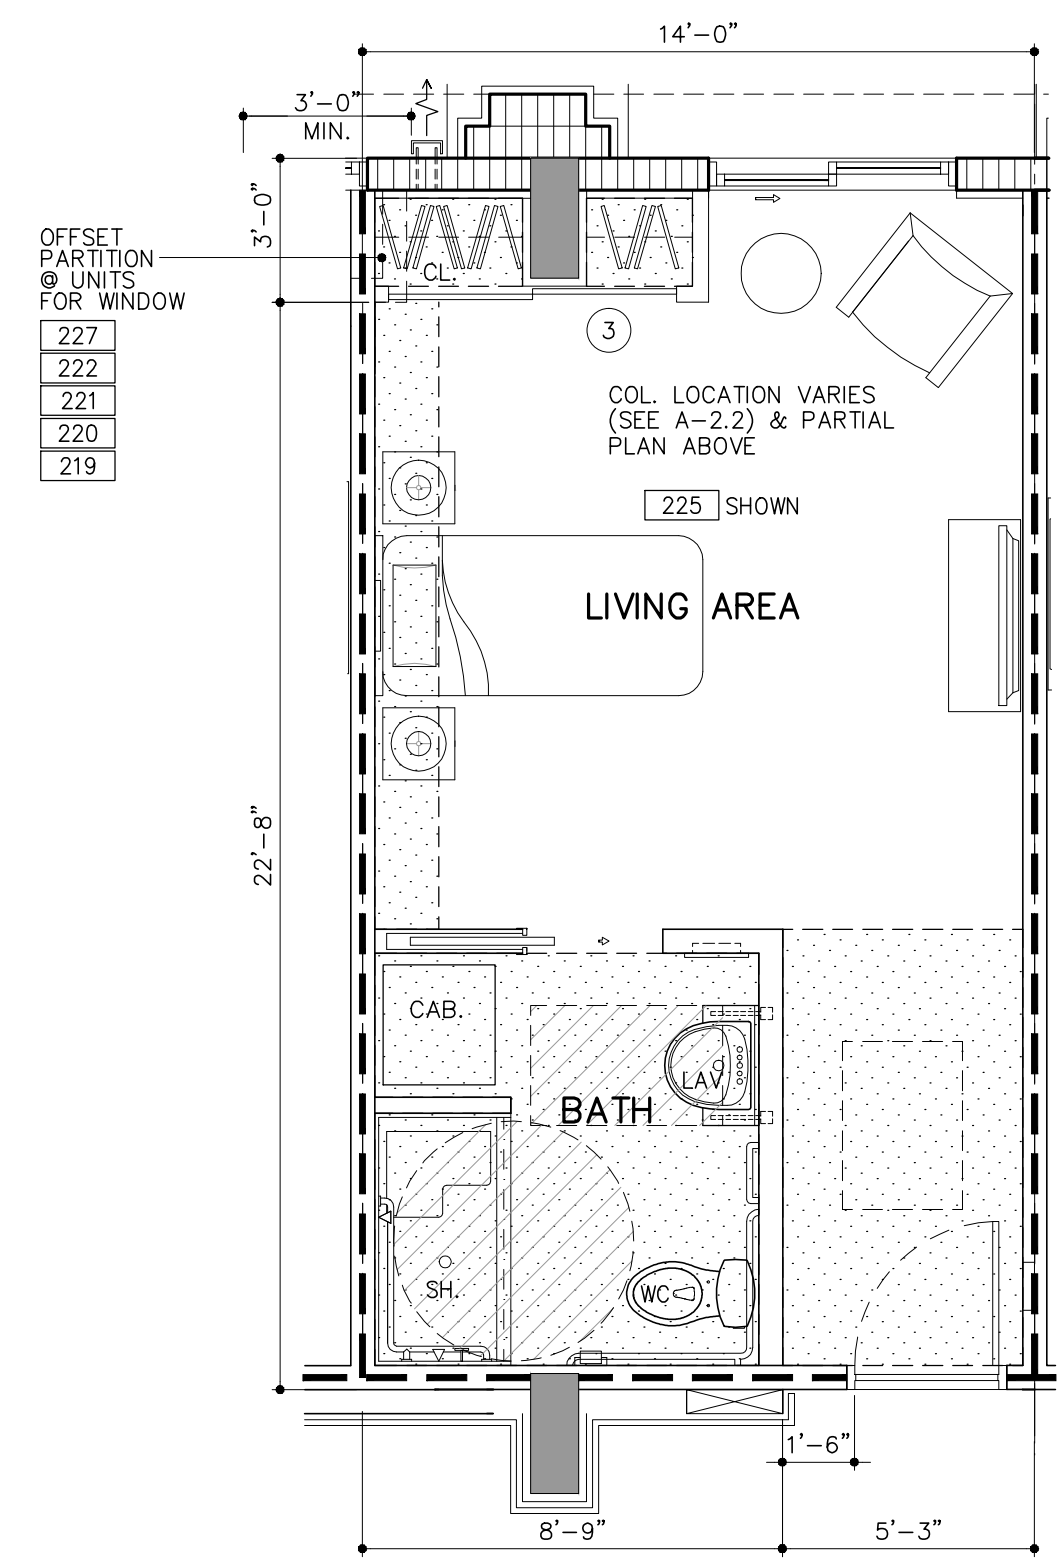 14'-0"
3'-0"
MIN.
3'-0"
OFFSET
PARTITION
@ UNITS
FOR WINDOW
227
222
221
220
219
CL.
3
COL. LOCATION VARIES
(SEE A-2.2) & PARTIAL
PLAN ABOVE
225 SHOWN
LIVING AREA
22'-8"
CAB.
LAV
BATH
SH.
WC
1'-6"
8'-9"
5'-3"